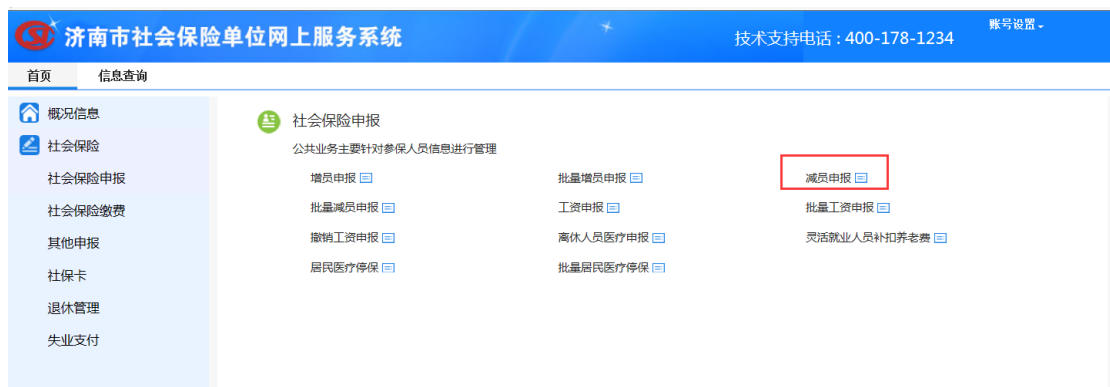 济南市社会保险单位网上服务系统
技术支持电话：400-178-1234
账号设置
首页 信息查询
概况信息
社会保险
社会保险申报
社会保险缴费
其他申报
社保卡
退休管理
失业支付
社会保险申报
公共业务主要针对参保人员信息进行管理
增员申报 批量增员申报 减员申报
批量减员申报 工资申报 批量工资申报
撤销工资申报 离休人员医疗申报 灵活就业人员补扣养老费
居民医疗停保 批量居民医疗停保